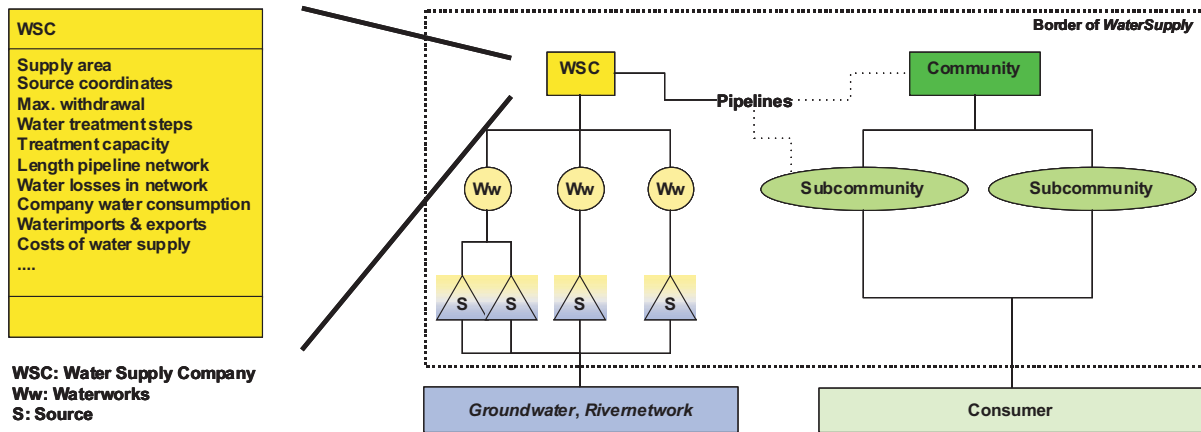 WSC
Supply area
Source coordinates
Max. withdrawal
Water treatment steps
Treatment capacity
Length pipeline network
Water losses in network
Company water consumption
Waterimports & exports
Costs of water supply
....
WSC: Water Supply Company
Ww: Waterworks
S: Source
Border of WaterSupply
WSC
Pipelines
Community
Ww
Ww
Ww
Subcommunity
Subcommunity
S
S
S
S
Groundwater, Rivernetwork
Consumer